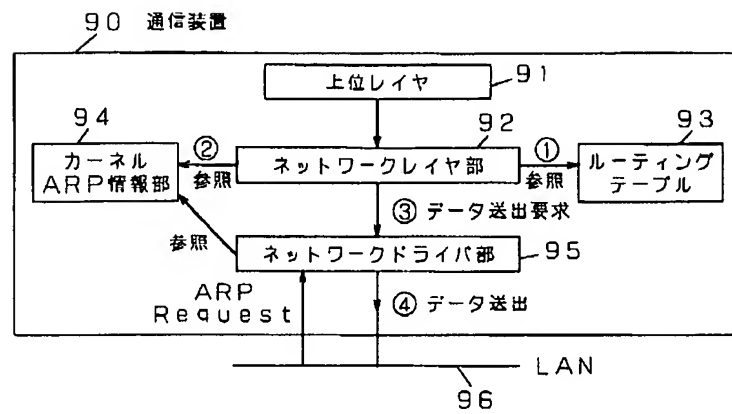 90 通信装置
上位レイヤ
91
94
カーネル
ARP情報部
②
参照
92
ネットワークレイヤ部
①
参照
93
ルーティング
テーブル
③ データ送出要求
参照
ネットワークドライバ部
95
ARP
Request
④ データ送出
LAN
96